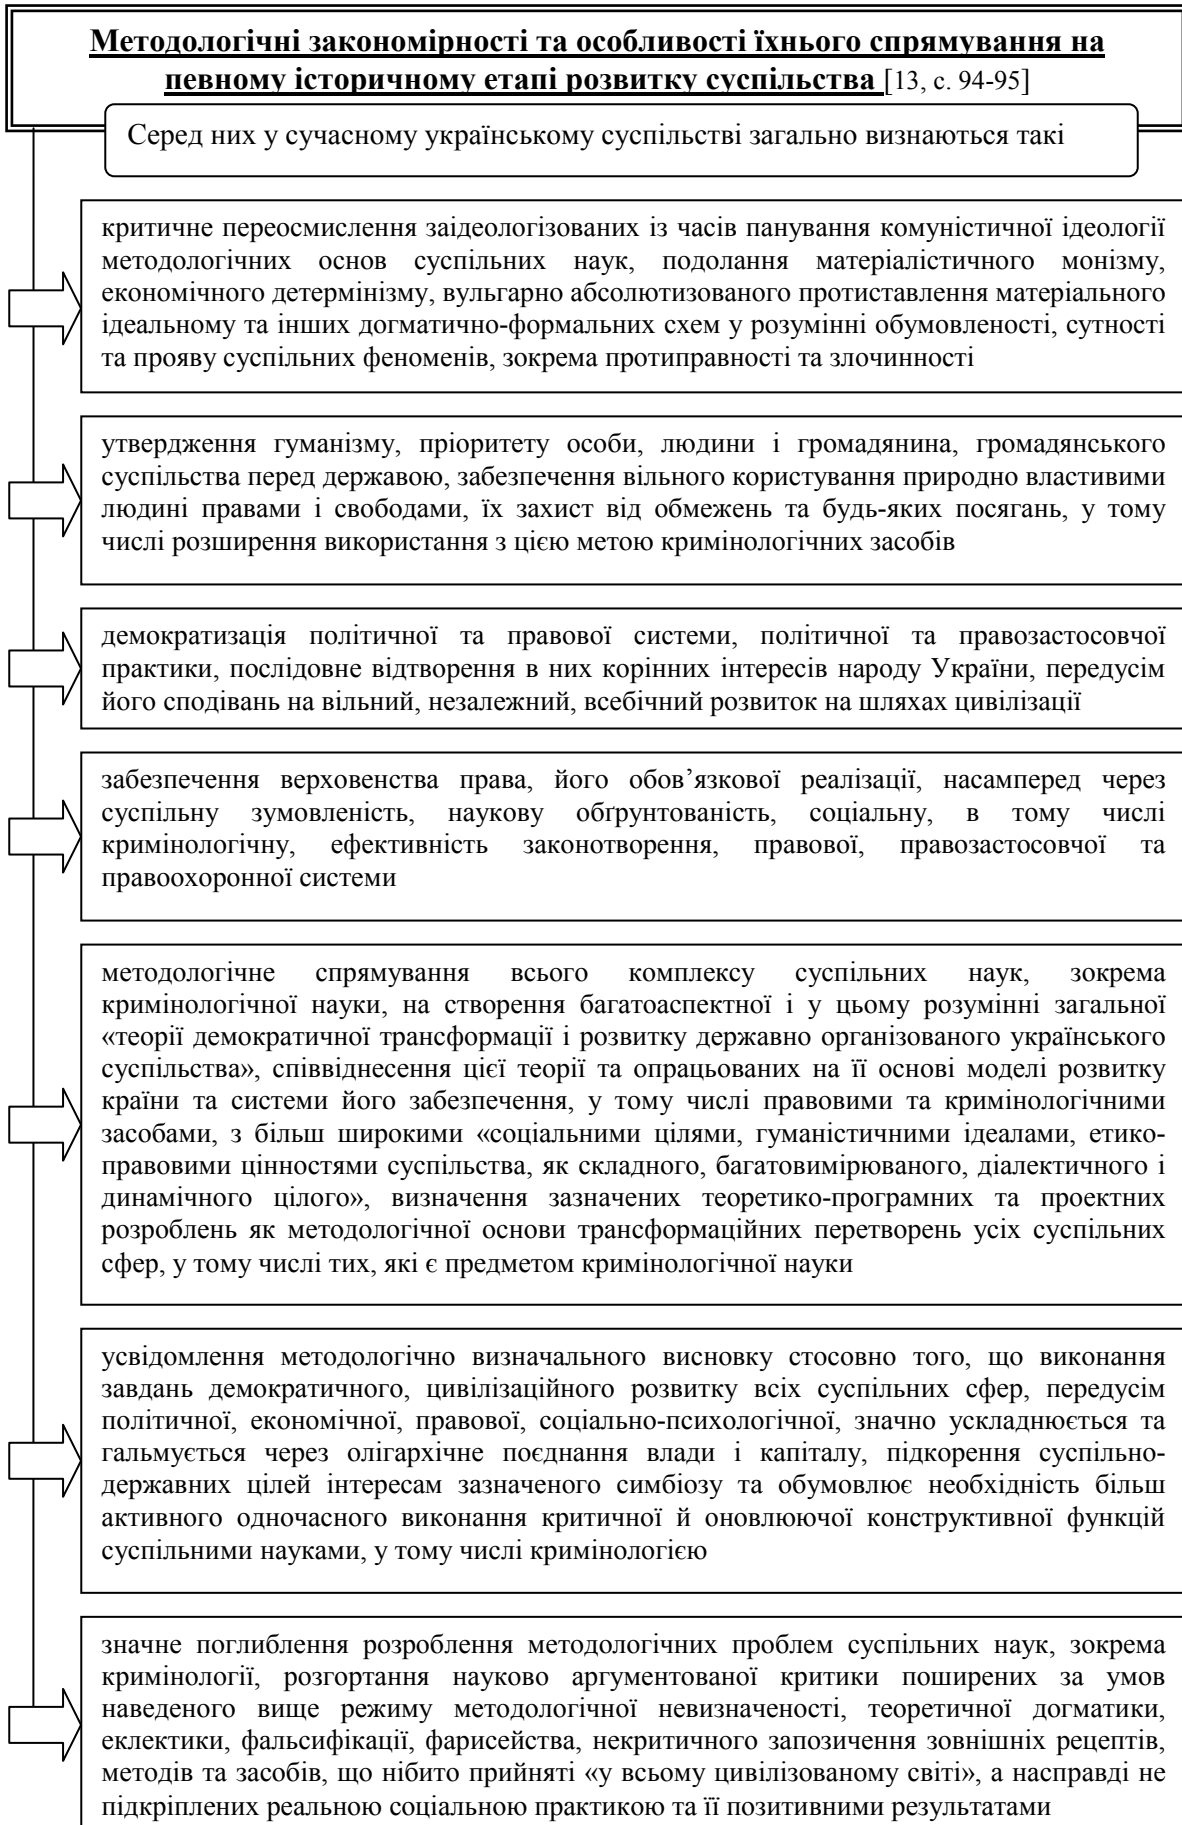 Методологічні закономірності та особливості їхнього спрямування на
певному історичному етапі розвитку суспільства [13, с. 94-95]
Серед них у сучасному українському суспільстві загально визнаються такі
критичне переосмислення заідеологізованих із часів панування комуністичної ідеології
методологічних основ суспільних наук, подолання матеріалістичного монізму,
економічного детермінізму, вульгарно абсолютизованого протиставлення матеріального
ідеальному та інших догматично-формальних схем у розумінні обумовленості, сутності
та прояву суспільних феноменів, зокрема протиправності та злочинності
утвердження гуманізму, пріоритету особи, людини і громадянина, громадянського
суспільства перед державою, забезпечення вільного користування природно властивими
людині правами і свободами, їх захист від обмежень та будь-яких посягань, у тому
числі розширення використання з цією метою кримінологічних засобів
демократизація політичної та правової системи, політичної та правозастосовчої
практики, послідовне відтворення в них корінних інтересів народу України, передусім
його сподівань на вільний, незалежний, всебічний розвиток на шляхах цивілізації
забезпечення верховенства права, його обов’язкової реалізації, насамперед через
суспільну зумовленість, наукову обґрунтованість, соціальну, в тому числі
кримінологічну, ефективність законотворення, правової, правозастосовчої та
правоохоронної системи
методологічне спрямування всього комплексу суспільних наук, зокрема
кримінологічної науки, на створення багатоаспектної і у цьому розумінні загальної
«теорії демократичної трансформації і розвитку державно організованого українського
суспільства», співвіднесення цієї теорії та опрацьованих на її основі моделі розвитку
країни та системи його забезпечення, у тому числі правовими та кримінологічними
засобами, з більш широкими «соціальними цілями, гуманістичними ідеалами, етико-
правовими цінностями суспільства, як складного, багатовимірюваного, діалектичного і
динамічного цілого», визначення зазначених теоретико-програмних та проектних
розроблень як методологічної основи трансформаційних перетворень усіх суспільних
сфер, у тому числі тих, які є предметом кримінологічної науки
усвідомлення методологічно визначального висновку стосовно того, що виконання
завдань демократичного, цивілізаційного розвитку всіх суспільних сфер, передусім
політичної, економічної, правової, соціально-психологічної, значно ускладнюється та
гальмується через олігархічне поєднання влади і капіталу, підкорення суспільно-
державних цілей інтересам зазначеного симбіозу та обумовлює необхідність більш
активного одночасного виконання критичної й оновлюючої конструктивної функцій
суспільними науками, у тому числі кримінологією
значне поглиблення розроблення методологічних проблем суспільних наук, зокрема
кримінології, розгортання науково аргументованої критики поширених за умов
наведеного вище режиму методологічної невизначеності, теоретичної догматики,
еклектики, фальсифікації, фарисейства, некритичного запозичення зовнішніх рецептів,
методів та засобів, що нібито прийняті «у всьому цивілізованому світі», а насправді не
підкріплених реальною соціальною практикою та її позитивними результатами